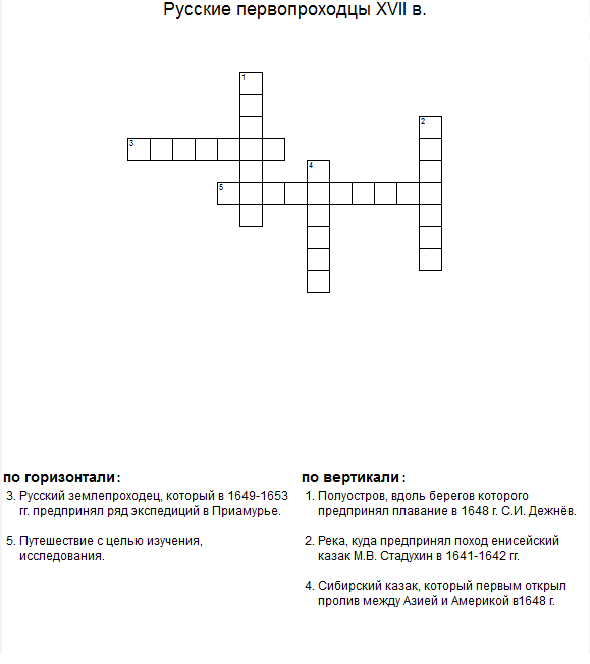 Русские первопроходцы XVII в.
1
2
3
4
5
по горизонтали:
3. Русский землепроходец, который в 1649-1653
гг. предпринял ряд экспедиций в Приамурье.
5. Путешествие с целью изучения,
исследования.
по вертикали:
1. Полуостров, вдоль берегов которого
предпринял плавание в 1648 г. С.И. Дежнёв.
2. Река, куда предпринял поход енисейский
казак М.В. Стадухин в 1641-1642 гг.
4. Сибирский казак, который первым открыл
пролив между Азией и Америкой в1648 г.